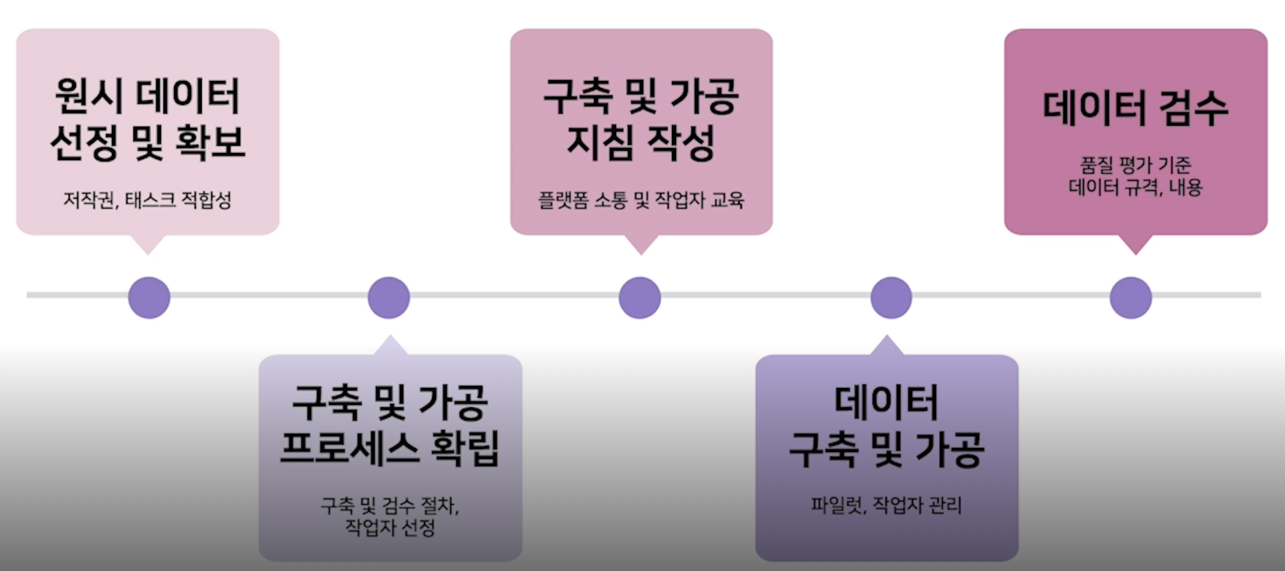 원시 데이터
선정 및 확보
저작권, 태스크 적합성
구축 및 가공
프로세스 확립
구축 및 검수 절차,
작업자 선정
구축 및 가공
지침 작성
플랫폼 소통 및 작업자 교육
데이터
구축 및 가공
파일럿, 작업자 관리
데이터 검수
품질 평가 기준
데이터 규격, 내용